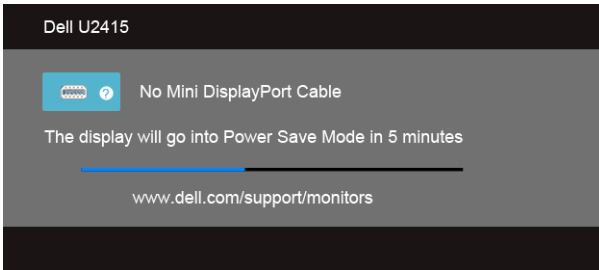 Dell U2415
? No Mini DisplayPort Cable
The display will go into Power Save Mode in 5 minutes
www.dell.com/support/monitors